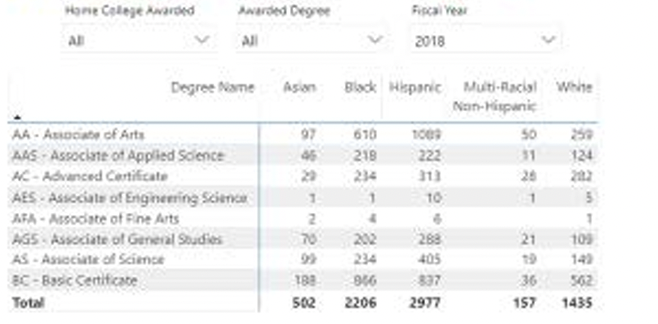 Home College Awarded Awarded Degree Fiscal Year
All All 2018
Degree Name Asian Black Hispanic Multi-Racial Non-Hispanic White
AA - Associate of Arts 97 610 1089 50 259
AAS - Associate of Applied Science 46 218 222 11 124
AC - Advanced Certificate 29 234 313 28 282
AES - Associate of Engineering Science 1 1 10 1 5
AFA - Associate of Fine Arts 2 4 6 1
AGS - Associate of General Studies 70 202 288 21 109
AS - Associate of Science 99 234 405 19 149
BC - Basic Certificate 188 866 837 36 562
Total 502 2206 2977 157 1435